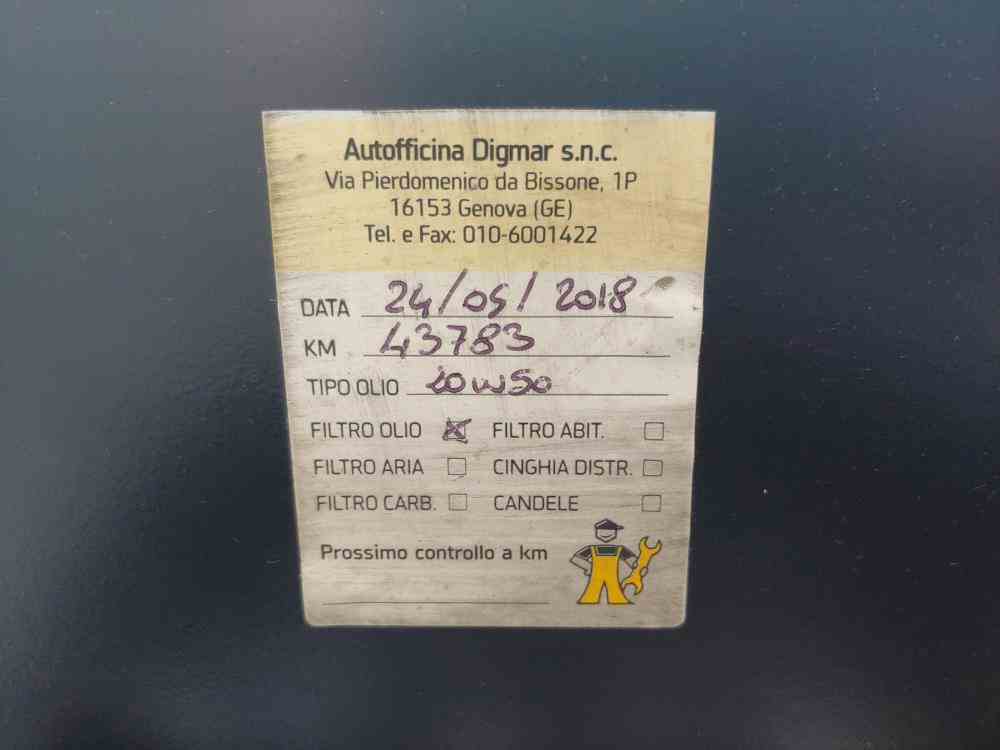 Autofficina Digmar s.n.c.
Via Pierdomenico da Bissone, 1P
16153 Genova (GE)
Tel. e Fax: 010-6001422
DATA 24/05/2018
KM 43783
TIPO OLIO 10W50
FILTRO OLIO FILTRO ABIT.
FILTRO ARIA CINGHIA DISTR.
FILTRO CARB. CANDELE
Prossimo controllo a km